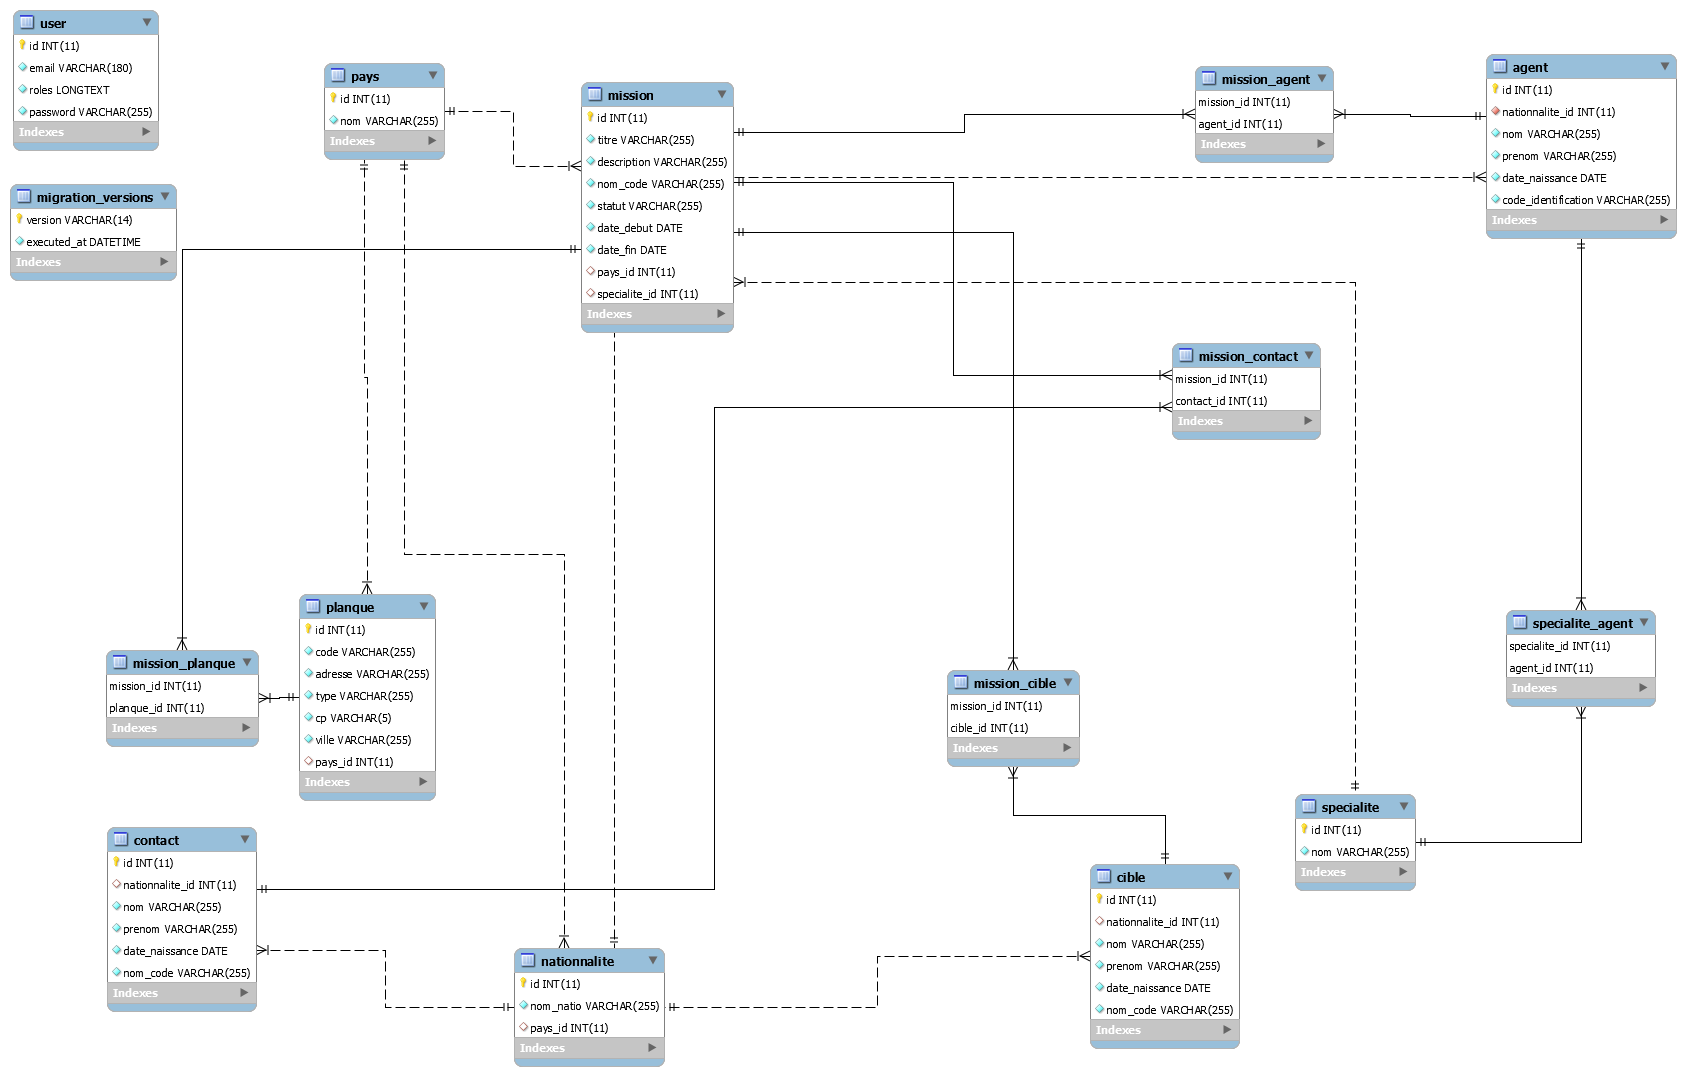 user
id INT(11)
email VARCHAR(180)
roles LONGTEXT
password VARCHAR(255)
Indexes
migration_versions
version VARCHAR(14)
executed_at DATETIME
Indexes
pays
id INT(11)
nom VARCHAR(255)
Indexes
mission
id INT(11)
titre VARCHAR(255)
description VARCHAR(255)
nom_code VARCHAR(255)
statut VARCHAR(255)
date_debut DATE
date_fin DATE
pays_id INT(11)
specialite_id INT(11)
Indexes
mission_agent
mission_id INT(11)
agent_id INT(11)
Indexes
agent
id INT(11)
nationnalite_id INT(11)
nom VARCHAR(255)
prenom VARCHAR(255)
date_naissance DATE
code_identification VARCHAR(255)
Indexes
mission_contact
mission_id INT(11)
contact_id INT(11)
Indexes
mission_planque
mission_id INT(11)
planque_id INT(11)
Indexes
planque
id INT(11)
code VARCHAR(255)
adresse VARCHAR(255)
type VARCHAR(255)
cp VARCHAR(5)
ville VARCHAR(255)
pays_id INT(11)
Indexes
mission_cible
mission_id INT(11)
cible_id INT(11)
Indexes
specialite_agent
specialite_id INT(11)
agent_id INT(11)
Indexes
specialite
id INT(11)
nom VARCHAR(255)
Indexes
contact
id INT(11)
nationnalite_id INT(11)
nom VARCHAR(255)
prenom VARCHAR(255)
date_naissance DATE
nom_code VARCHAR(255)
Indexes
nationnalite
id INT(11)
nom_natio VARCHAR(255)
pays_id INT(11)
Indexes
cible
id INT(11)
nationnalite_id INT(11)
nom VARCHAR(255)
prenom VARCHAR(255)
date_naissance DATE
nom_code VARCHAR(255)
Indexes